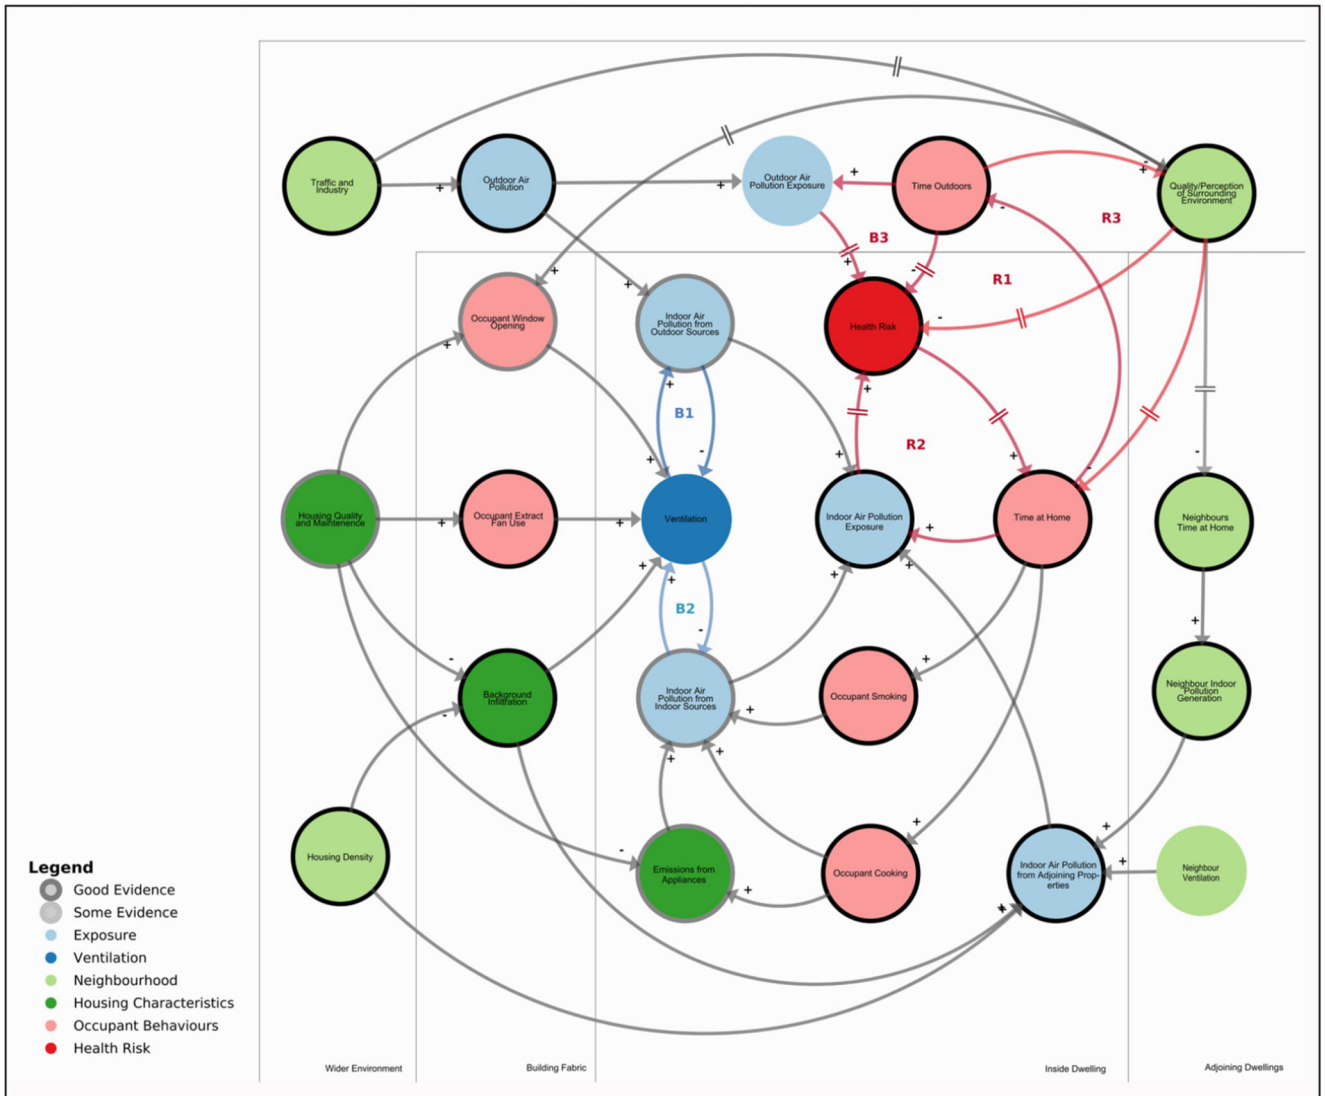 Traffic and
Industry
+
Outdoor Air
Pollution
+
Outdoor Air
Pollution Exposure
+
Time Outdoors
-
+
Quality/Perception
of Surrounding
Environment
-
R3
B3
+
-
R1
+
+
Occupant Window
Opening
+
Indoor Air
Pollution from
Outdoor Sources
Health Risk
-
+
B1
-
+
R2
+
+
+
-
-
Housing Quality
and Maintenence
+
Occupant Extract
Fan Use
+
Ventilation
Indoor Air Pollution
Exposure
+
Time at Home
Neighbours
Time at Home
+
+
B2
-
+
+
+
-
Background
Infiltration
-
Indoor Air
Pollution from
Indoor Sources
+
Occupant Smoking
+
Neighbour Indoor
Pollution
Generation
+
+
+
+
Housing Density
-
Emissions from
Appliances
+
Occupant Cooking
Indoor Air Pollution
from Adjoining Prop-
erties
+
Neighbour
Ventilation
+
+
Legend
Good Evidence
Some Evidence
Exposure
Ventilation
Neighbourhood
Housing Characteristics
Occupant Behaviours
Health Risk
Wider Environment
Building Fabric
Inside Dwelling
Adjoining Dwellings